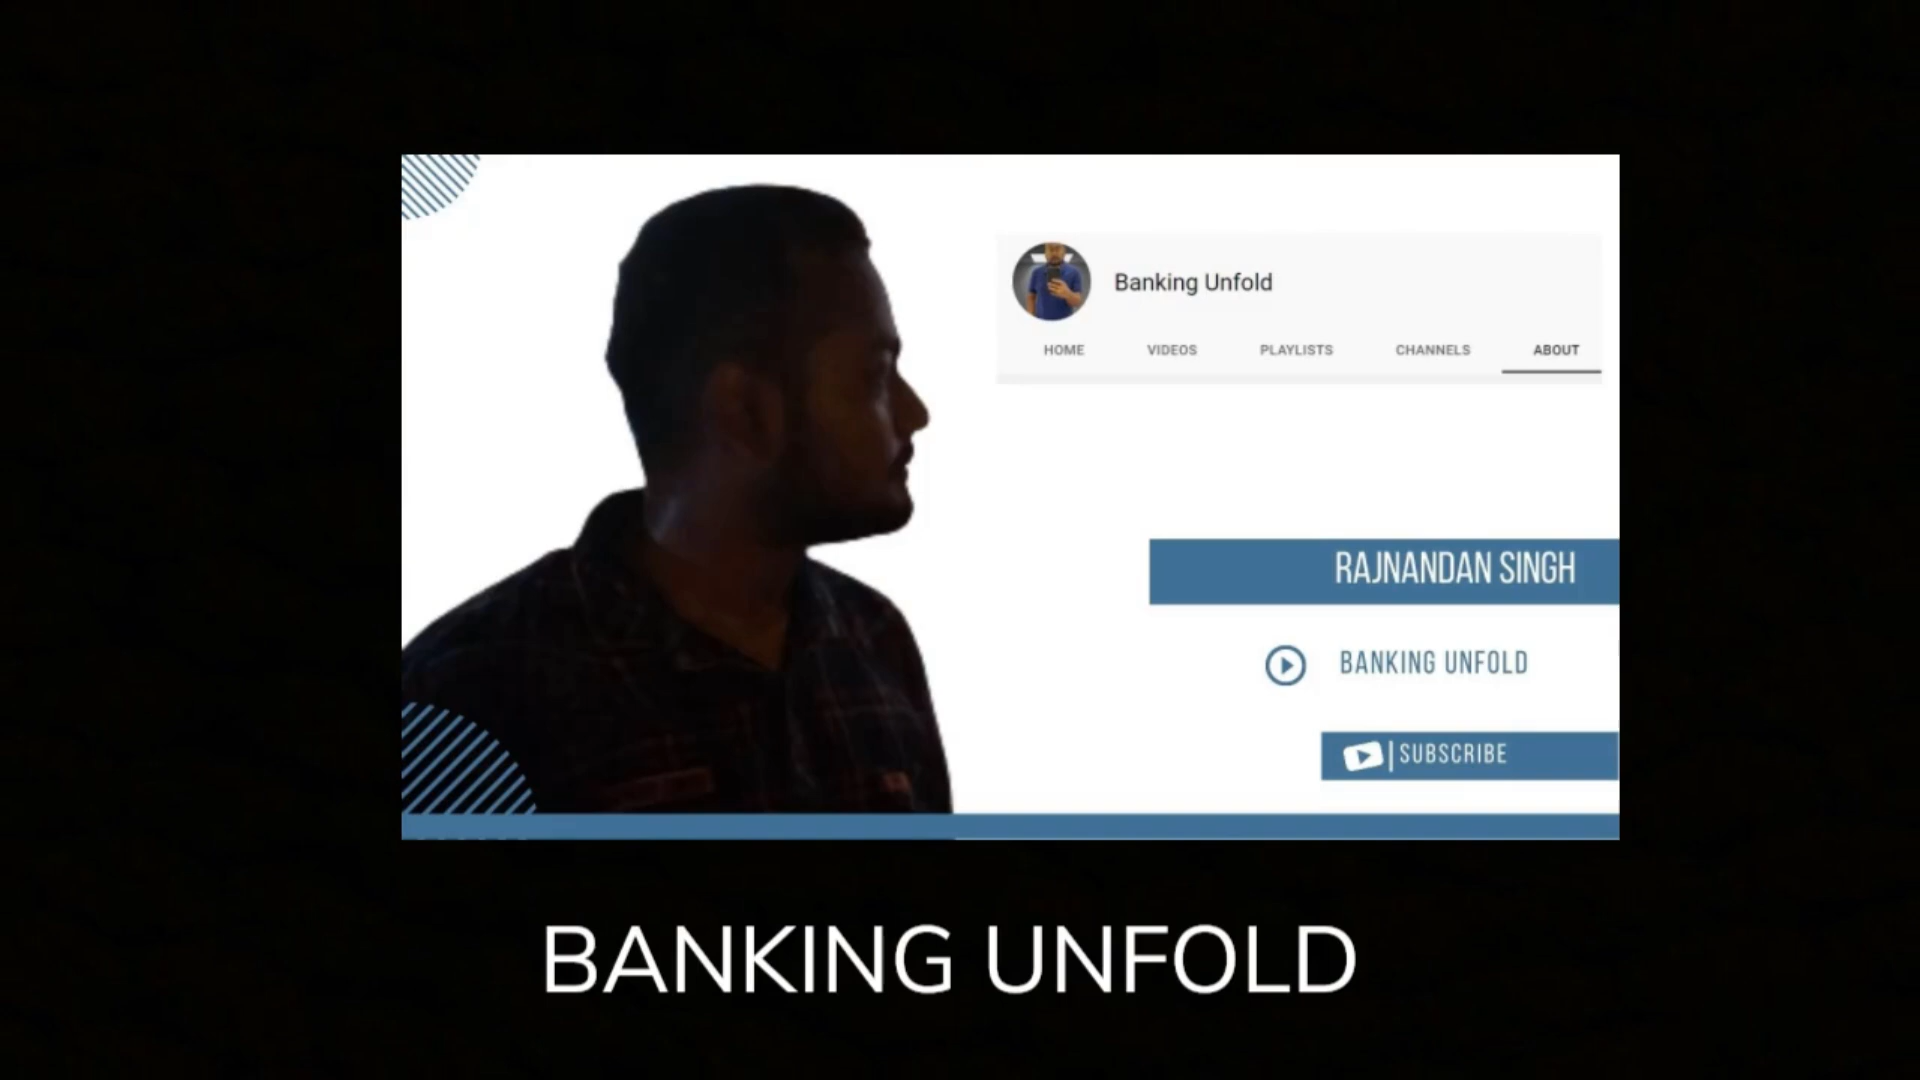 Banking Unfold
HOME VIDEOS PLAYLISTS CHANNELS ABOUT
RAJNANDAN SINGH
BANKING UNFOLD
SUBSCRIBE
BANKING UNFOLD